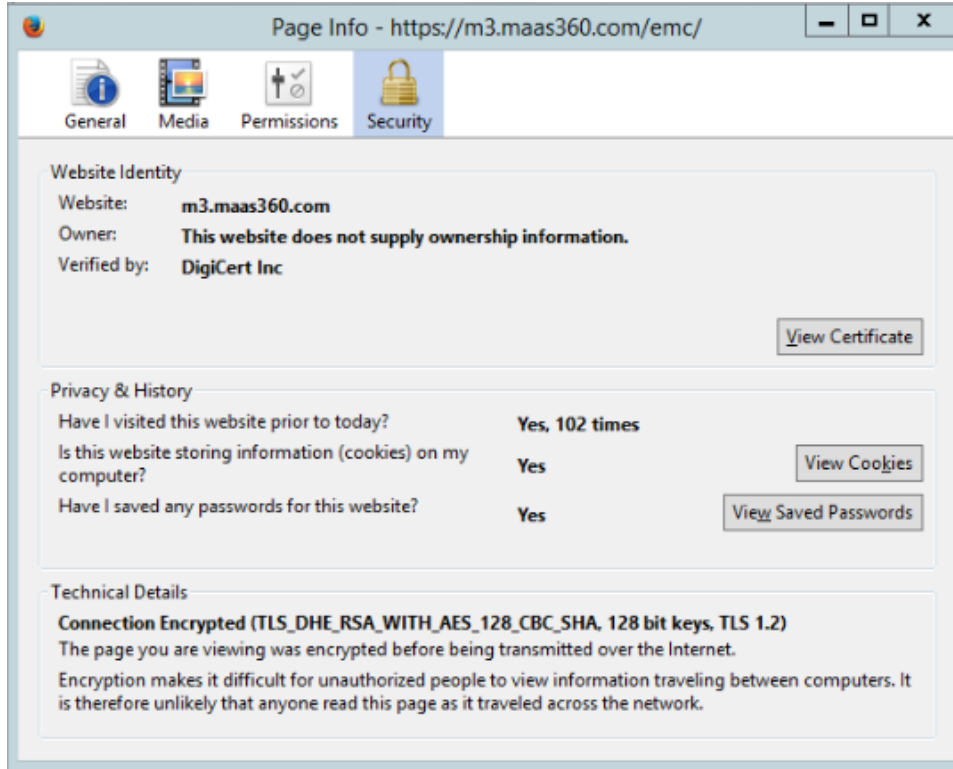 Page Info - https://m3.maas360.com/emc/
General Media Permissions Security
Website Identity
Website: m3.maas360.com
Owner: This website does not supply ownership information.
Verified by: DigiCert Inc
View Certificate
Privacy & History
Have I visited this website prior to today? Yes, 102 times
Is this website storing information (cookies) on my
computer? Yes View Cookies
Have I saved any passwords for this website? Yes View Saved Passwords
Technical Details
Connection Encrypted (TLS_DHE_RSA_WITH_AES_128_CBC_SHA, 128 bit keys, TLS 1.2)
The page you are viewing was encrypted before being transmitted over the Internet.
Encryption makes it difficult for unauthorized people to view information traveling between computers. It
is therefore unlikely that anyone read this page as it traveled across the network.